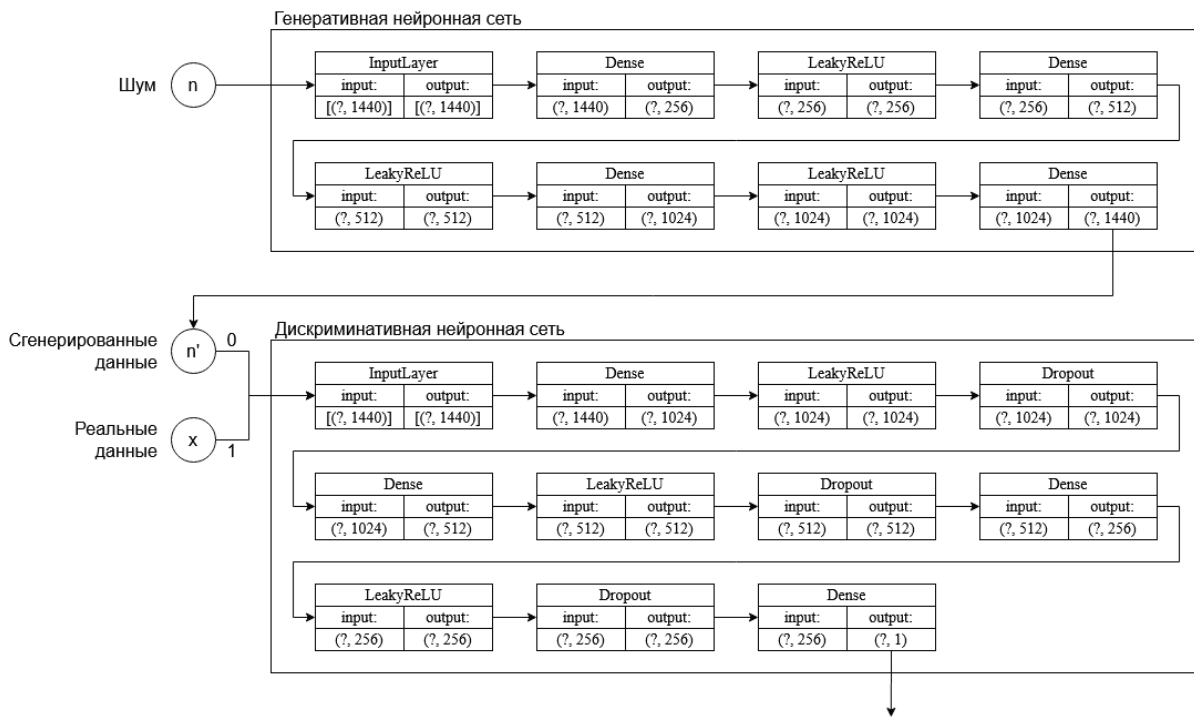 Генеративная нейронная сеть
Шум
n
InputLayer
input: output:
[(?, 1440)] [(?, 1440)]
Dense
input: output:
(?, 1440) (?, 256)
LeakyReLU
input: output:
(?, 256) (?, 256)
Dense
input: output:
(?, 256) (?, 512)
LeakyReLU
input: output:
(?, 512) (?, 512)
Dense
input: output:
(?, 512) (?, 1024)
LeakyReLU
input: output:
(?, 1024) (?, 1024)
Dense
input: output:
(?, 1024) (?, 1440)
Сгенерированные
данные
n'
0
Реальные
данные
x
1
Дискриминативная нейронная сеть
InputLayer
input: output:
[(?, 1440)] [(?, 1440)]
Dense
input: output:
(?, 1440) (?, 1024)
LeakyReLU
input: output:
(?, 1024) (?, 1024)
Dropout
input: output:
(?, 1024) (?, 1024)
Dense
input: output:
(?, 1024) (?, 512)
LeakyReLU
input: output:
(?, 512) (?, 512)
Dropout
input: output:
(?, 512) (?, 512)
Dense
input: output:
(?, 512) (?, 256)
LeakyReLU
input: output:
(?, 256) (?, 256)
Dropout
input: output:
(?, 256) (?, 256)
Dense
input: output:
(?, 256) (?, 1)